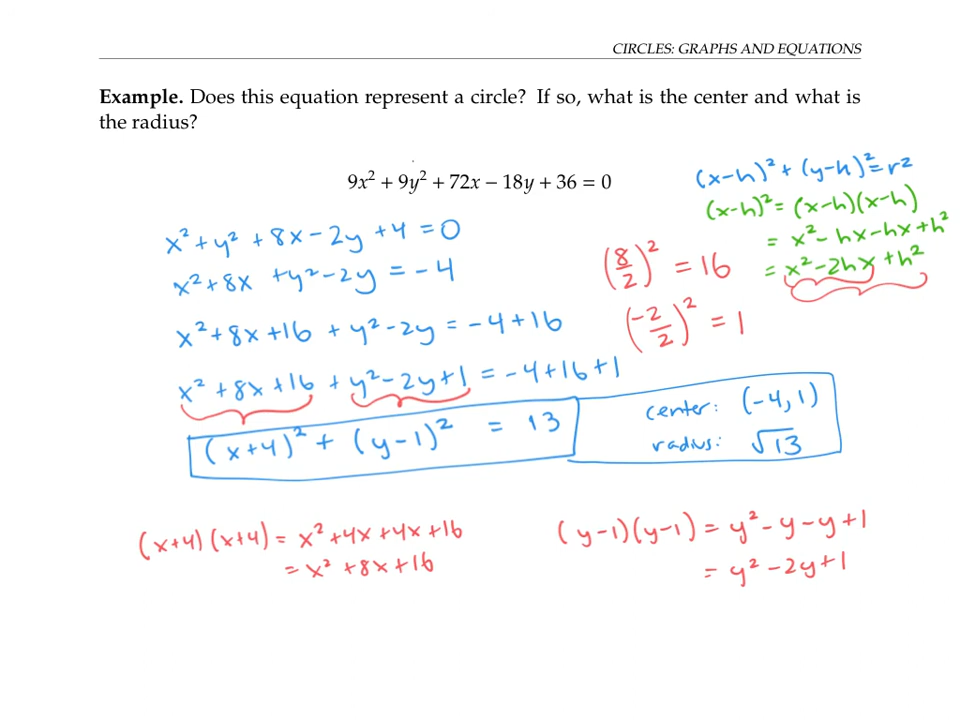 CIRCLES: GRAPHS AND EQUATIONS
Example. Does this equation represent a circle? If so, what is the center and what is
the radius?
9x² + 9y² + 72x − 18y + 36 = 0
(x-h)² + (y-h)² = r²
(x-h)² = (x-h)(x-h)
= x² - hx - hx + h²
= x² - 2hx + h²
x² + y² + 8x - 2y + 4 = 0
x² + 8x + y² - 2y = -4
(8/2)² = 16
x² + 8x + 16 + y² - 2y = -4 + 16
(-2/2)² = 1
x² + 8x + 16 + y² - 2y + 1 = -4 + 16 + 1
(x+4)² + (y-1)² = 13
center: (-4, 1)
radius: √13
(x+4)(x+4) = x² + 4x + 4x + 16
= x² + 8x + 16
(y-1)(y-1) = y² - y - y + 1
= y² - 2y + 1